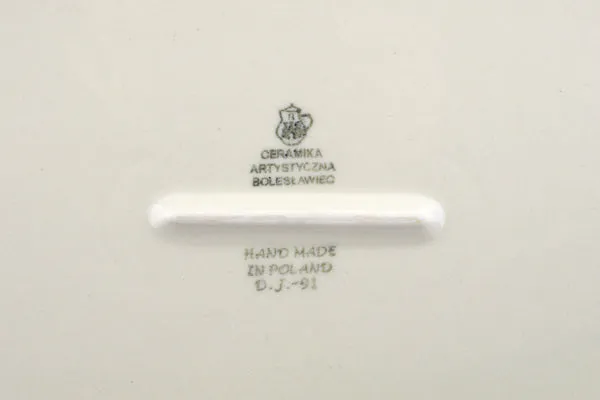 CERAMIKA
ARTYSTYCZNA
BOLESŁAWIEC
HAND MADE
IN POLAND
D.J.-91